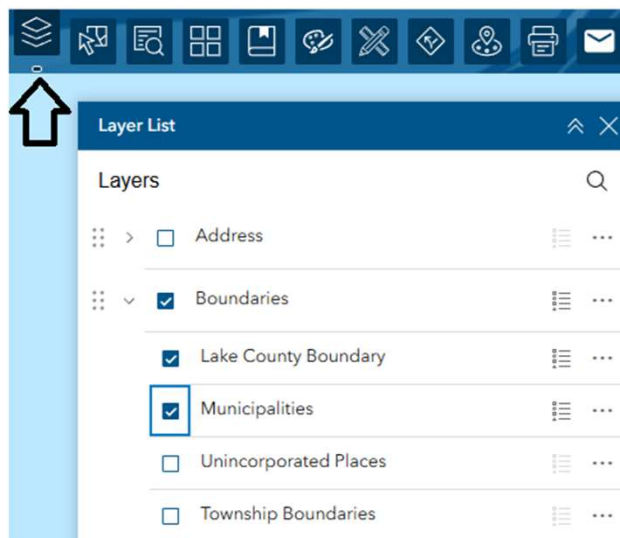 Layer List
Layers
Address
Boundaries
Lake County Boundary
Municipalities
Unincorporated Places
Township Boundaries